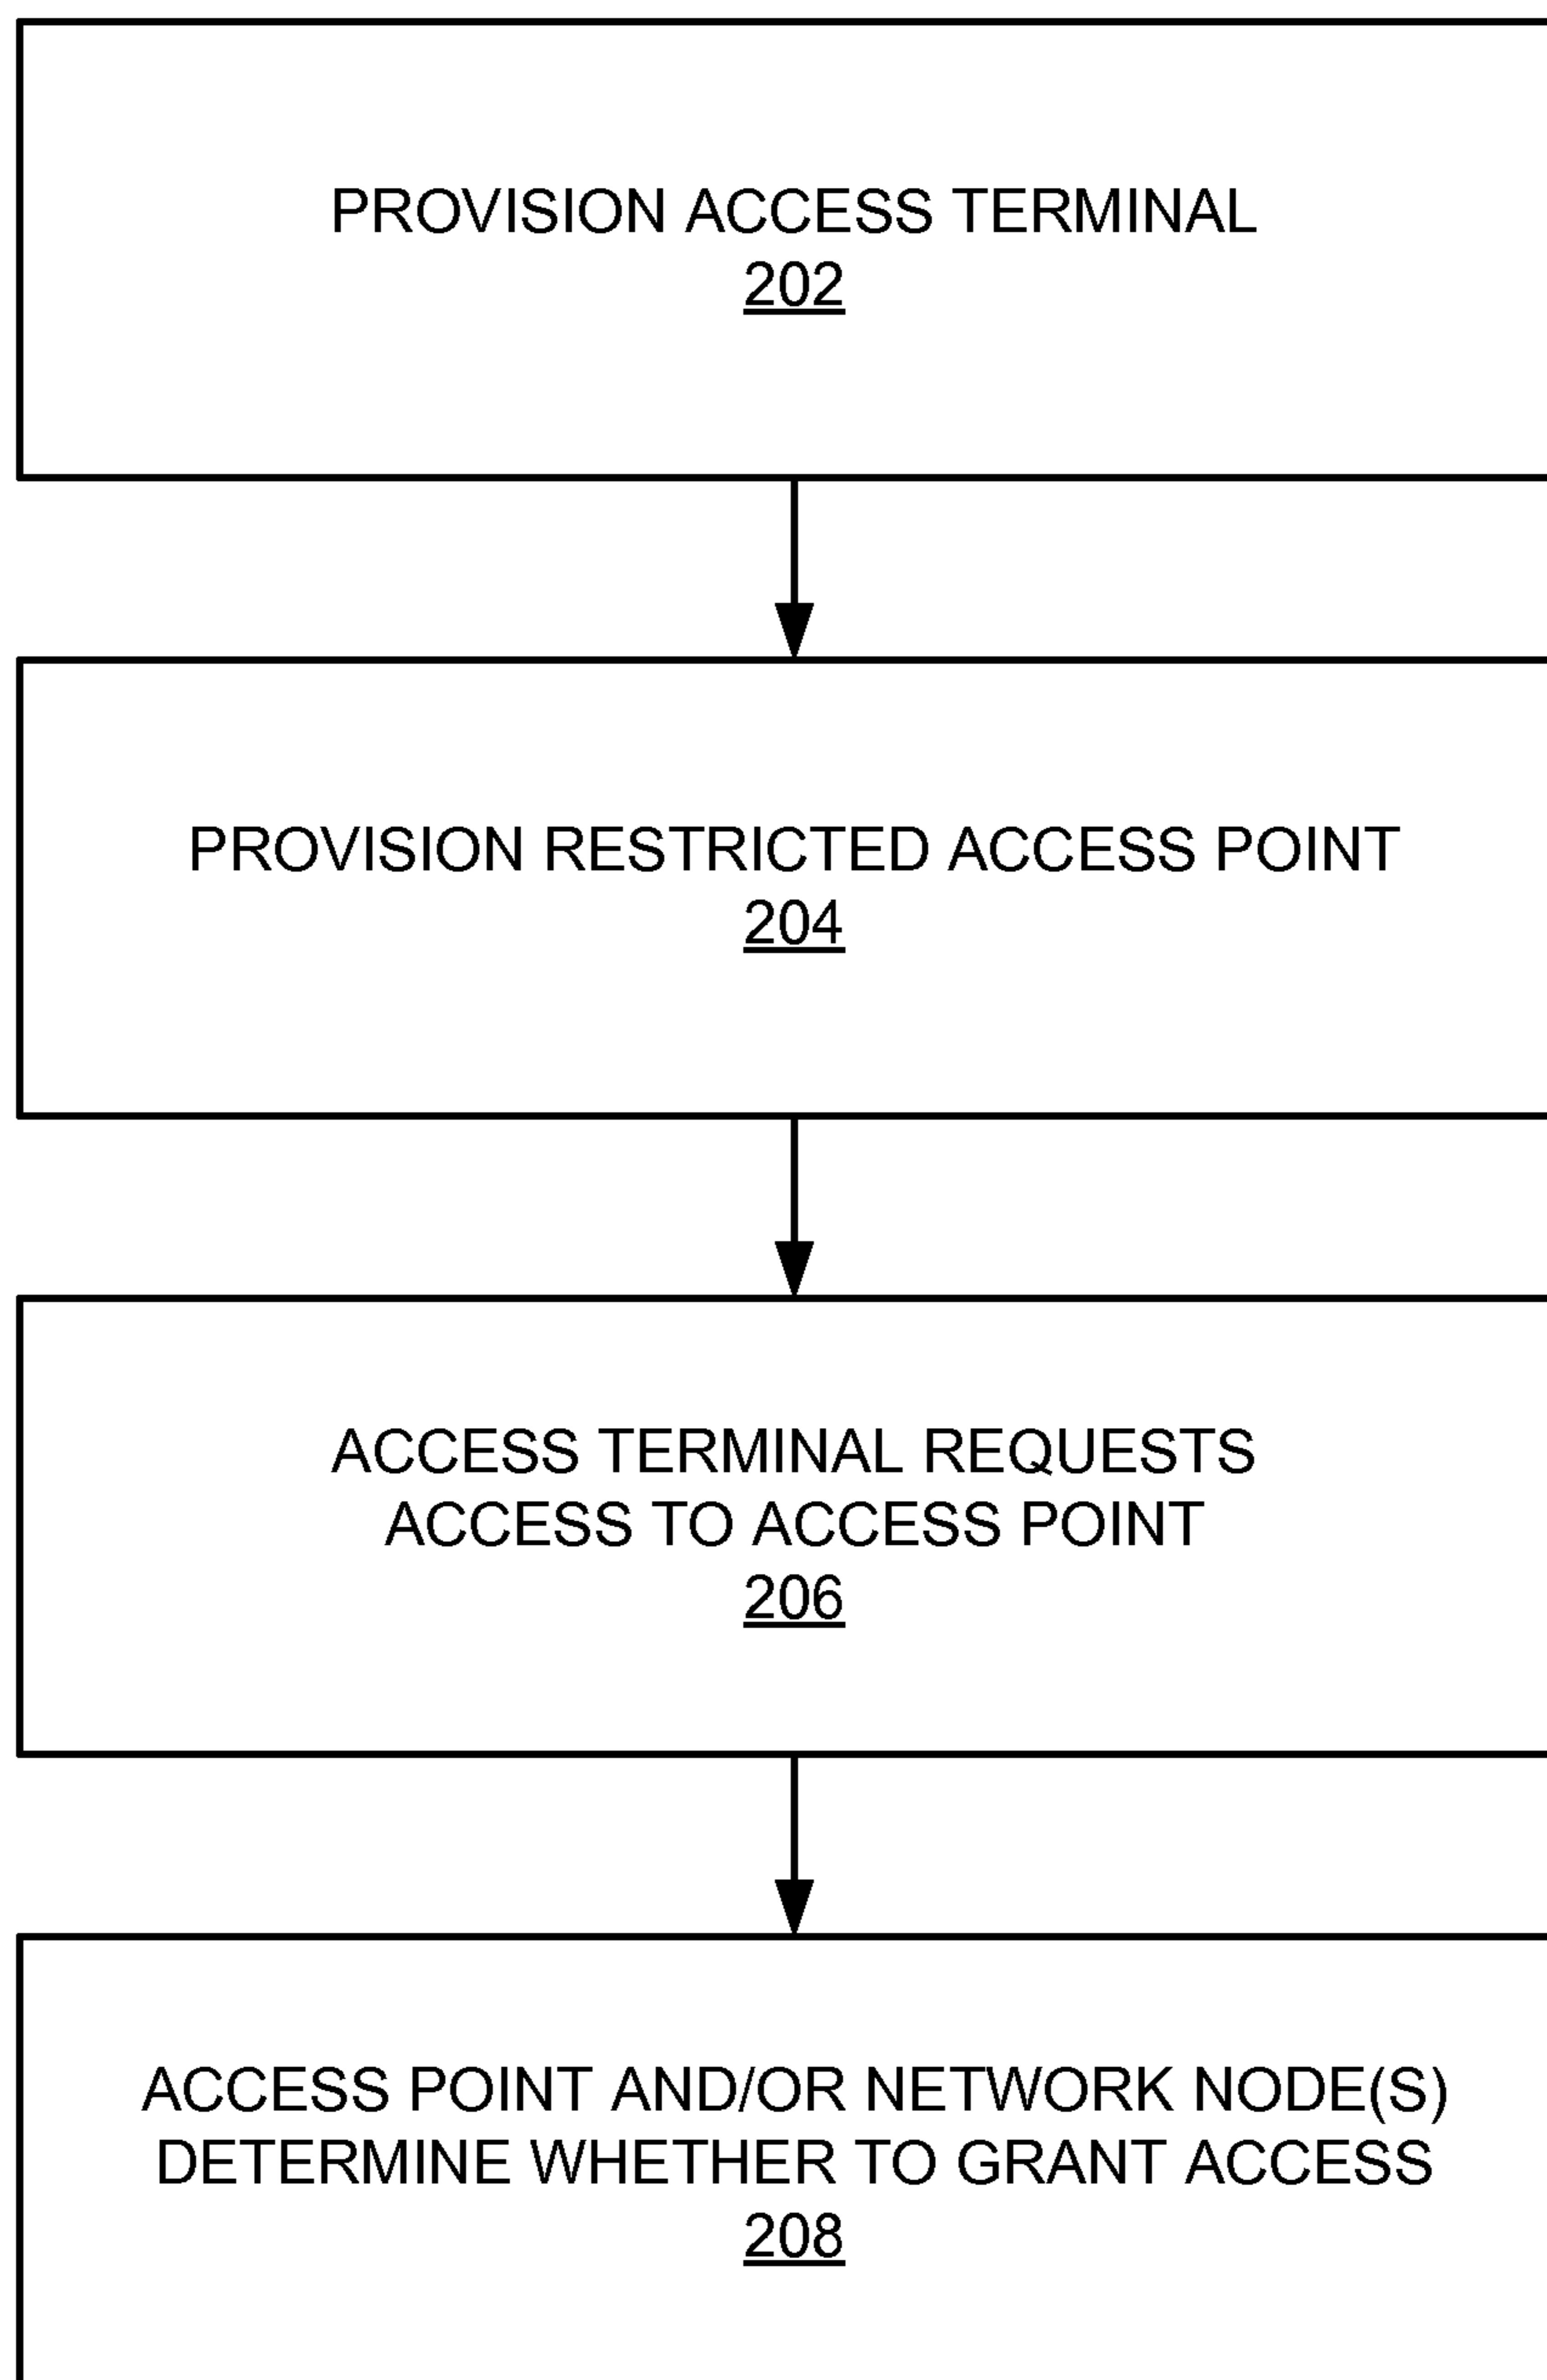 PROVISION ACCESS TERMINAL
202
PROVISION RESTRICTED ACCESS POINT
204
ACCESS TERMINAL REQUESTS
ACCESS TO ACCESS POINT
206
ACCESS POINT AND/OR NETWORK NODE(S)
DETERMINE WHETHER TO GRANT ACCESS
208